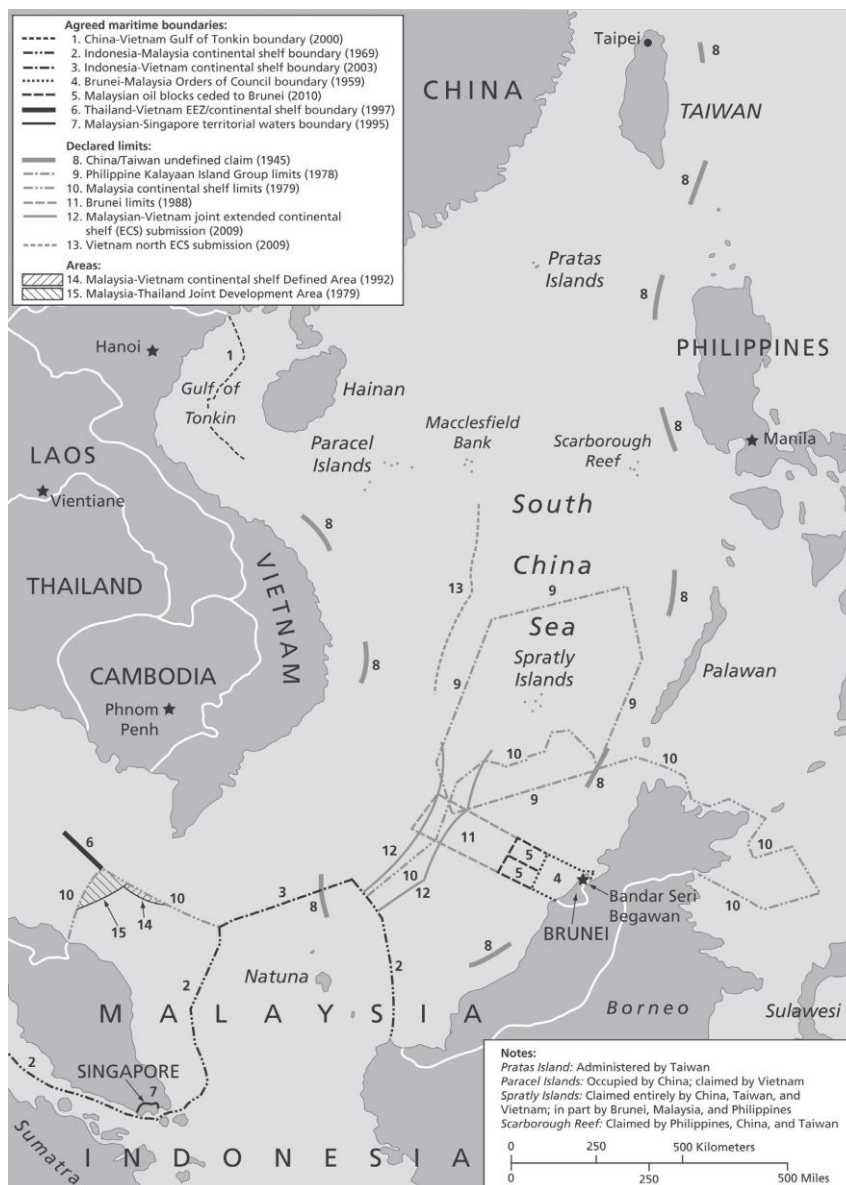 Agreed maritime boundaries:
1. China-Vietnam Gulf of Tonkin boundary (2000)
2. Indonesia-Malaysia continental shelf boundary (1969)
3. Indonesia-Vietnam continental shelf boundary (2003)
4. Brunei-Malaysia Orders of Council boundary (1959)
5. Malaysian oil blocks ceded to Brunei (2010)
6. Thailand-Vietnam EEZ/continental shelf boundary (1997)
7. Malaysian-Singapore territorial waters boundary (1995)
Declared limits:
8. China/Taiwan undefined claim (1945)
9. Philippine Kalayaan Island Group limits (1978)
10. Malaysia continental shelf limits (1979)
11. Brunei limits (1988)
12. Malaysian-Vietnam joint extended continental
shelf (ECS) submission (2009)
13. Vietnam north ECS submission (2009)
Areas:
14. Malaysia-Vietnam continental shelf Defined Area (1992)
15. Malaysia-Thailand Joint Development Area (1979)
Taipei
8
CHINA
TAIWAN
8
Pratas
Islands
8
PHILIPPINES
Hanoi
1
Gulf of
Tonkin
Hainan
Macclesfield
Bank
Scarborough
Reef
8
Manila
Paracel
Islands
LAOS
Vientiane
South
8
China
THAILAND
VIETNAM
13
9
8
Sea
8
Spratly
Islands
Palawan
CAMBODIA
9
9
Phnom
Penh
10
10
8
9
6
12
11
5
5
4
10
10
10
10
3
10
12
15
14
8
Bandar Seri
Begawan
BRUNEI
10
8
2
2
Natuna
MALAYSIA
Borneo
Sulawesi
SINGAPORE
2
7
Sumatra
INDONESIA
Notes:
Pratas Island: Administered by Taiwan
Paracel Islands: Occupied by China; claimed by Vietnam
Spratly Islands: Claimed entirely by China, Taiwan, and
Vietnam; in part by Brunei, Malaysia, and Philippines
Scarborough Reef: Claimed by Philippines, China, and Taiwan
0 250 500 Kilometers
0 250 500 Miles